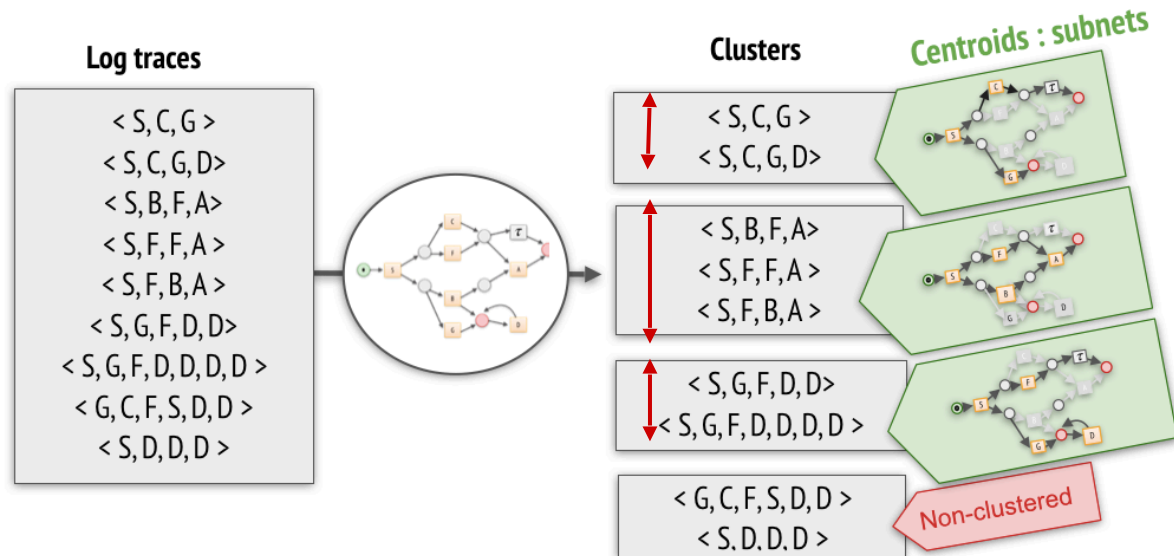 Log traces
< S, C, G >
< S, C, G, D>
< S, B, F, A>
< S, F, F, A >
< S, F, B, A >
< S, G, F, D, D>
< S, G, F, D, D, D, D >
< G, C, F, S, D, D >
< S, D, D, D >
C
τ
S
F
A
B
G
D
Clusters
< S, C, G >
< S, C, G, D>
< S, B, F, A>
< S, F, F, A >
< S, F, B, A >
< S, G, F, D, D>
< S, G, F, D, D, D, D >
< G, C, F, S, D, D >
< S, D, D, D >
Centroids : subnets
C
τ
S
G
τ
F
S
A
B
G
D
τ
F
S
G
D
Non-clustered